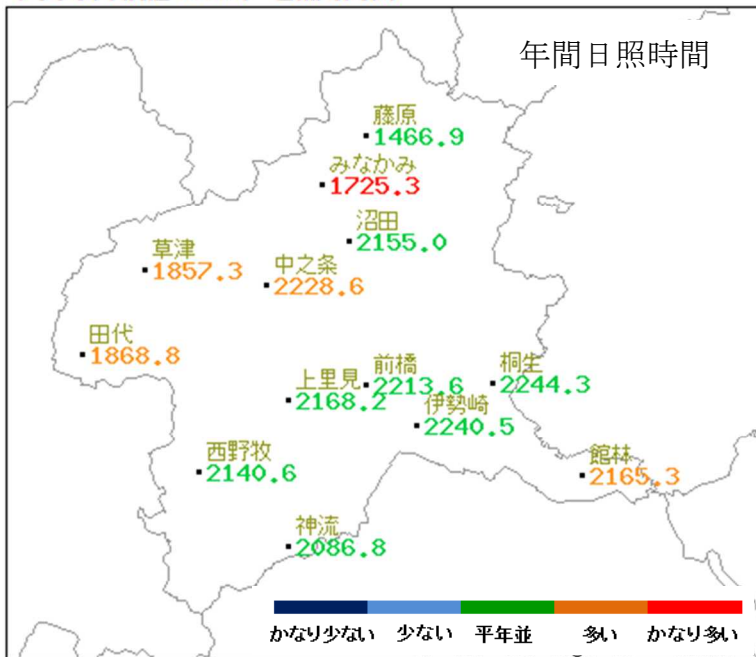 年間日照時間
藤原
1466.9
みなかみ
1725.3
沼田
2155.0
草津
1857.3
中之条
2228.6
田代
1868.8
上里見
2168.2
前橋
2213.6
桐生
2244.3
伊勢崎
2240.5
西野牧
2140.6
館林
2165.3
神流
2086.8
かなり少ない 少ない 平年並 多い かなり多い